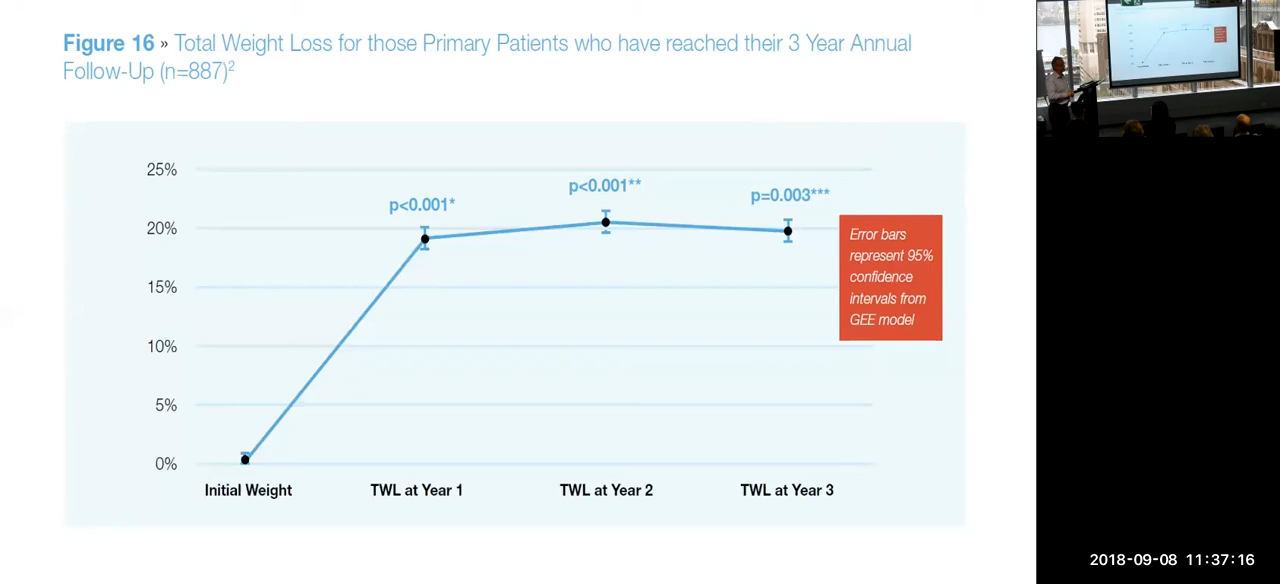 Figure 16 » Total Weight Loss for those Primary Patients who have reached their 3 Year Annual
Follow-Up (n=887)2
25%
20%
15%
10%
5%
0%
p<0.001*
p<0.001**
p=0.003***
Error bars
represent 95%
confidence
intervals from
GEE model
Initial Weight
TWL at Year 1
TWL at Year 2
TWL at Year 3
2018-09-08 11:37:16